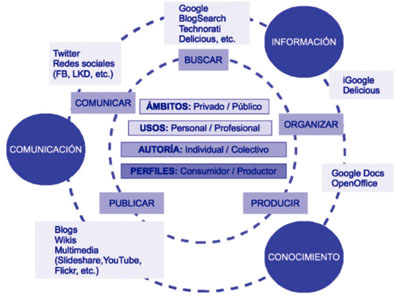 Google
BlogSearch
Technorati
Delicious, etc.
INFORMACIÓN
Twitter
Redes sociales
(FB, LKD, etc.)
BUSCAR
iGoogle
Delicious
COMUNICAR
ÁMBITOS: Privado / Público
USOS: Personal / Profesional
ORGANIZAR
COMUNICACIÓN
AUTORÍA: Individual / Colectivo
PERFILES: Consumidor / Productor
Google Docs
OpenOffice
PUBLICAR
PRODUCIR
Blogs
Wikis
Multimedia
(Slideshare,YouTube,
Flickr, etc.)
CONOCIMIENTO